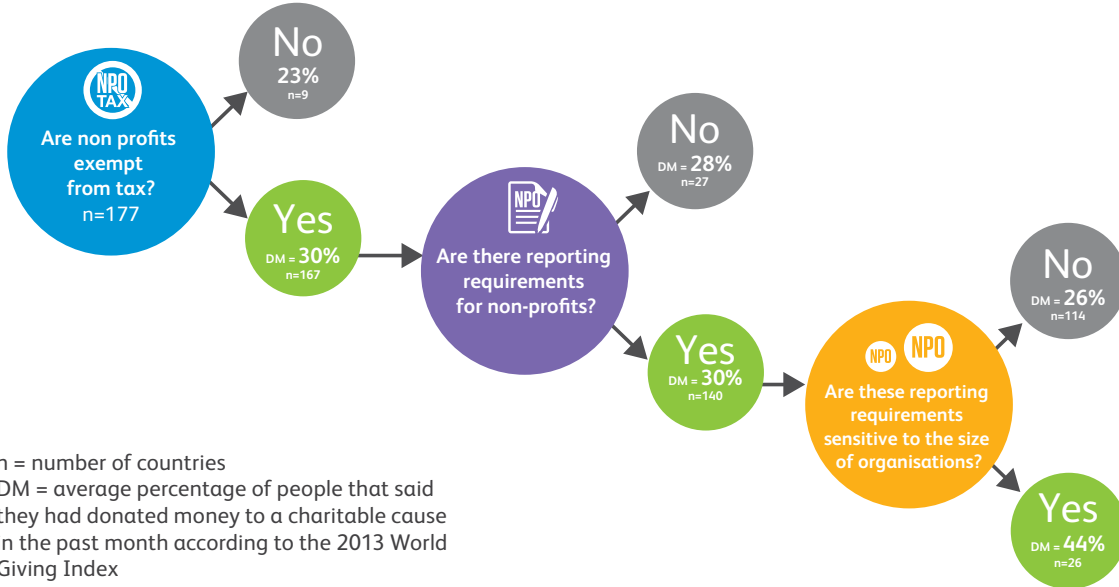 NPO
TAX
Are non profits
exempt
from tax?
n=177
No
23%
n=9
Yes
DM = 30%
n=167
NPO
Are there reporting
requirements
for non-profits?
No
DM = 28%
n=27
Yes
DM = 30%
n=140
NPO
NPO
Are these reporting
requirements
sensitive to the size
of organisations?
No
DM = 26%
n=114
Yes
DM = 44%
n=26
n = number of countries
DM = average percentage of people that said
they had donated money to a charitable cause
in the past month according to the 2013 World
Giving Index